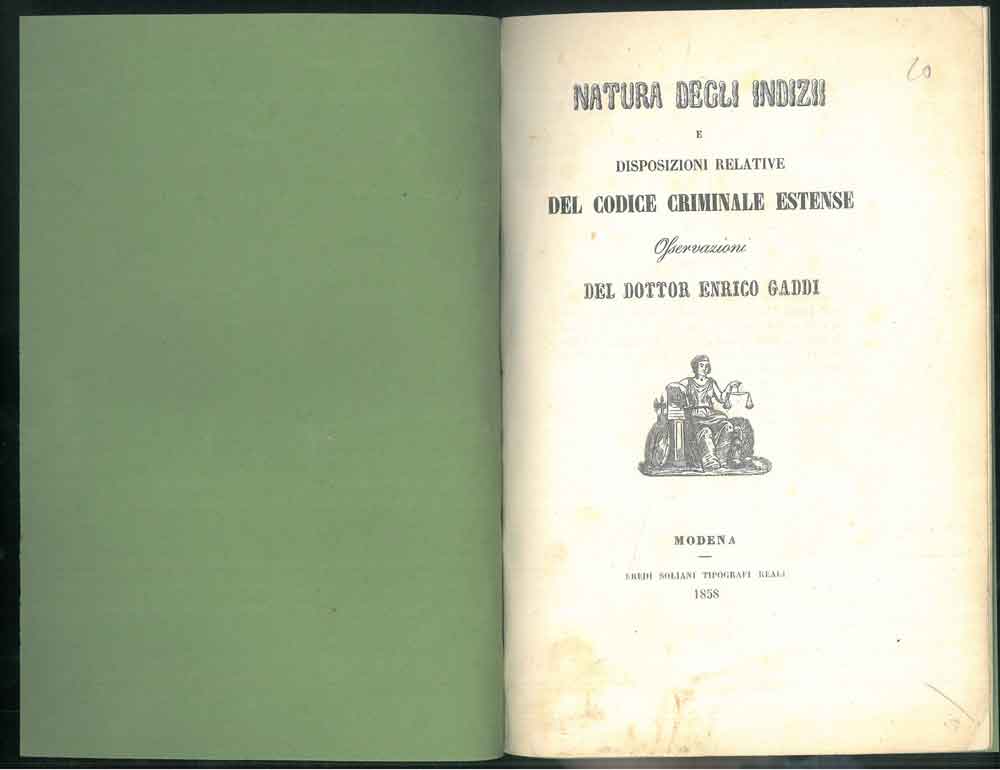 20
NATURA DEGLI INDIZII
E
DISPOSIZIONI RELATIVE
DEL CODICE CRIMINALE ESTENSE
Osservazioni
DEL DOTTOR ENRICO GADDI
MODENA
EREDI SOLIANI TIPOGRAFI REALI
1858